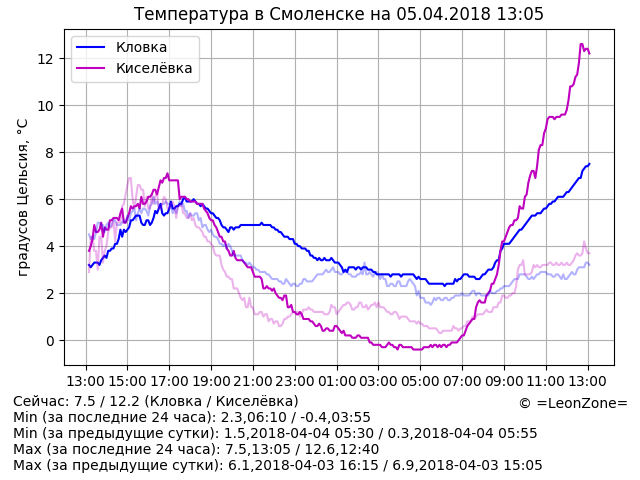 Температура в Смоленске на 05.04.2018 13:05
Кловка
Киселёвка
градусов Цельсия, °C
12
10
8
6
4
2
0
13:00 15:00 17:00 19:00 21:00 23:00 01:00 03:00 05:00 07:00 09:00 11:00 13:00
Сейчас: 7.5 / 12.2 (Кловка / Киселёвка)
© =LeonZone=
Min (за последние 24 часа): 2.3,06:10 / -0.4,03:55
Min (за предыдущие сутки): 1.5,2018-04-04 05:30 / 0.3,2018-04-04 05:55
Max (за последние 24 часа): 7.5,13:05 / 12.6,12:40
Max (за предыдущие сутки): 6.1,2018-04-03 16:15 / 6.9,2018-04-03 15:05